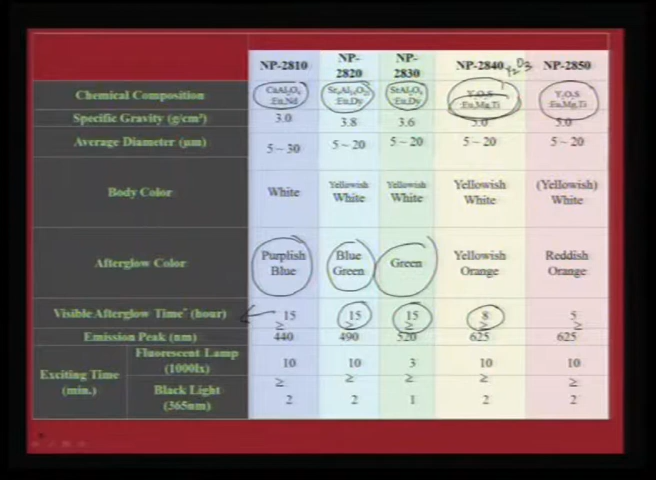 NP-2810 NP-2820 NP-2830 NP-2840 NP-2850
Y₂O₃
Chemical Composition CaAl₂O₄:Eu,Nd Sr₄Al₁₄O₂₅:Eu,Dy SrAl₂O₄:Eu,Dy Y₂O₂S:Eu,Mg,Ti Y₂O₂S:Eu,Mg,Ti
Specific Gravity (g/cm³) 3.0 3.8 3.6 5.0 5.0
Average Diameter (μm) 5~30 5~20 5~20 5~20 5~20
Body Color White Yellowish White Yellowish White Yellowish White (Yellowish) White
Afterglow Color Purplish Blue Blue Green Green Yellowish Orange Reddish Orange
Visible Afterglow Time* (hour) 15 ≥ 15 ≥ 15 ≥ 8 ≥ 5 ≥
Emission Peak (nm) 440 490 520 625 625
Exciting Time (min.)
Fluorescent Lamp (1000lx) 10 10 3 10 10
≥ ≥ ≥ ≥ ≥
Black Light (365nm) 2 2 1 2 2